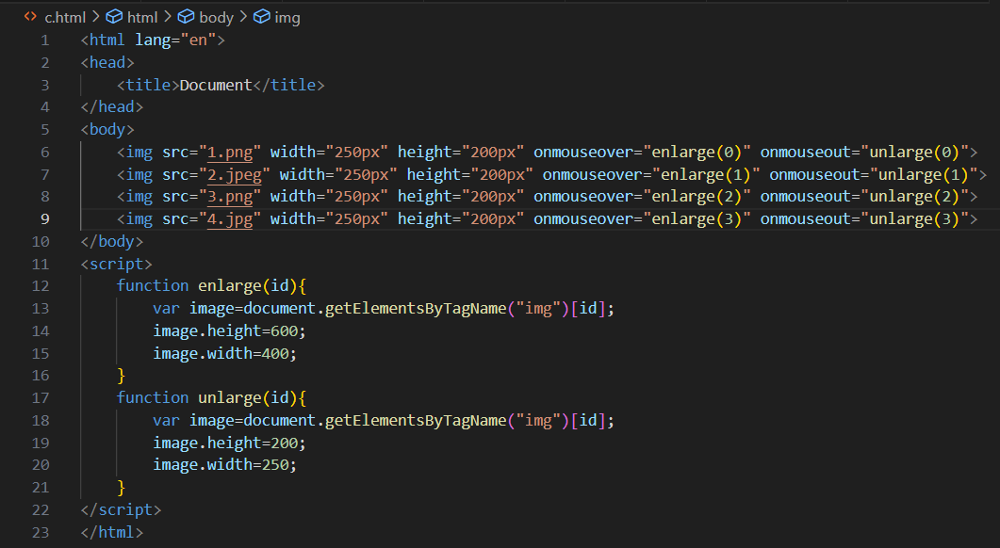 c.html > html > body > img
1 <html lang="en">
2 <head>
3     <title>Document</title>
4 </head>
5 <body>
6     <img src="1.png" width="250px" height="200px" onmouseover="enlarge(0)" onmouseout="unlarge(0)">
7     <img src="2.jpeg" width="250px" height="200px" onmouseover="enlarge(1)" onmouseout="unlarge(1)">
8     <img src="3.png" width="250px" height="200px" onmouseover="enlarge(2)" onmouseout="unlarge(2)">
9     <img src="4.jpg" width="250px" height="200px" onmouseover="enlarge(3)" onmouseout="unlarge(3)">
10 </body>
11 <script>
12     function enlarge(id){
13         var image=document.getElementsByTagName("img")[id];
14         image.height=600;
15         image.width=400;
16     }
17     function unlarge(id){
18         var image=document.getElementsByTagName("img")[id];
19         image.height=200;
20         image.width=250;
21     }
22 </script>
23 </html>